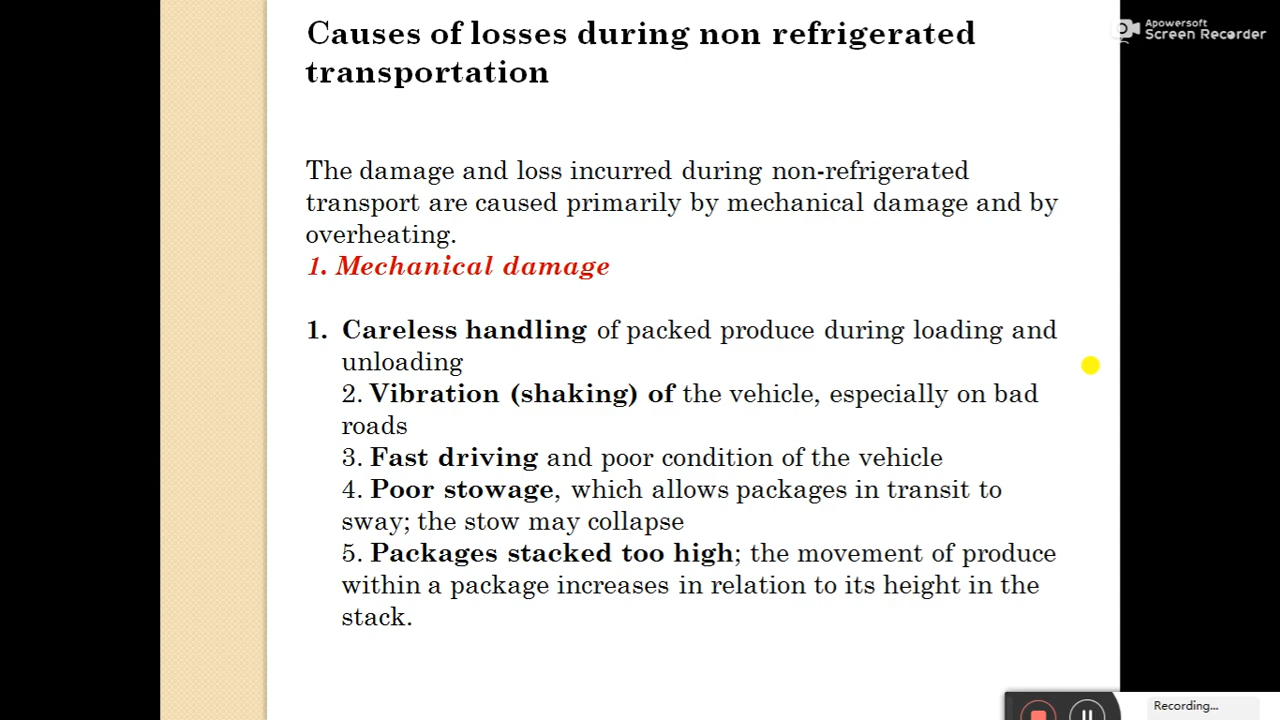 Causes of losses during non refrigerated
transportation
Apowersoft
Screen Recorder
The damage and loss incurred during non-refrigerated
transport are caused primarily by mechanical damage and by
overheating.
1. Mechanical damage
1. Careless handling of packed produce during loading and
unloading
2. Vibration (shaking) of the vehicle, especially on bad
roads
3. Fast driving and poor condition of the vehicle
4. Poor stowage, which allows packages in transit to
sway; the stow may collapse
5. Packages stacked too high; the movement of produce
within a package increases in relation to its height in the
stack.
Recording...